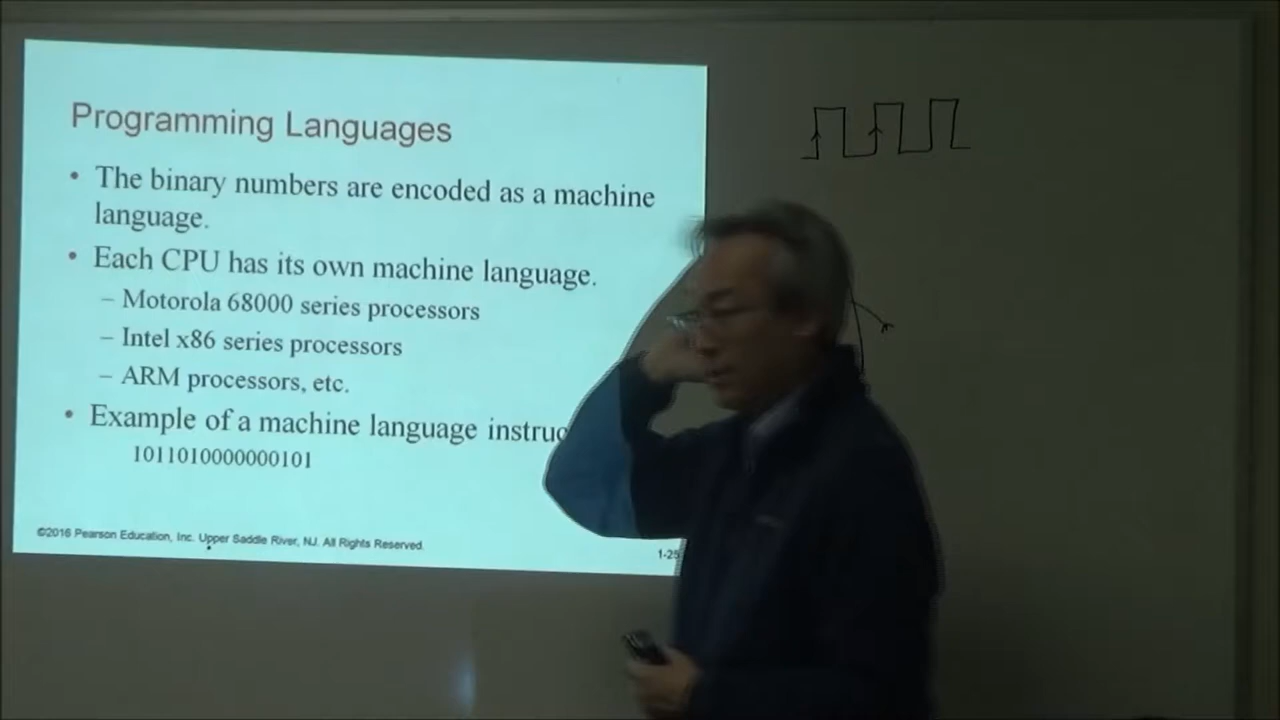 Programming Languages
• The binary numbers are encoded as a machine
language.
• Each CPU has its own machine language.
– Motorola 68000 series processors
– Intel x86 series processors
– ARM processors, etc.
• Example of a machine language
1011010000000101
©2016 Pearson Education, Inc. Upper Saddle River, NJ. All Rights Reserved.
1-25